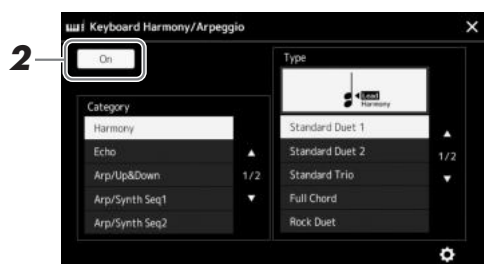 Keyboard Harmony/Arpeggio
2
On
Type
Lead
Harmony
Category
Harmony
Echo
Arp/Up&Down
Arp/Synth Seq1
Arp/Synth Seq2
1/2
Standard Duet 1
Standard Duet 2
Standard Trio
Full Chord
Rock Duet
1/2